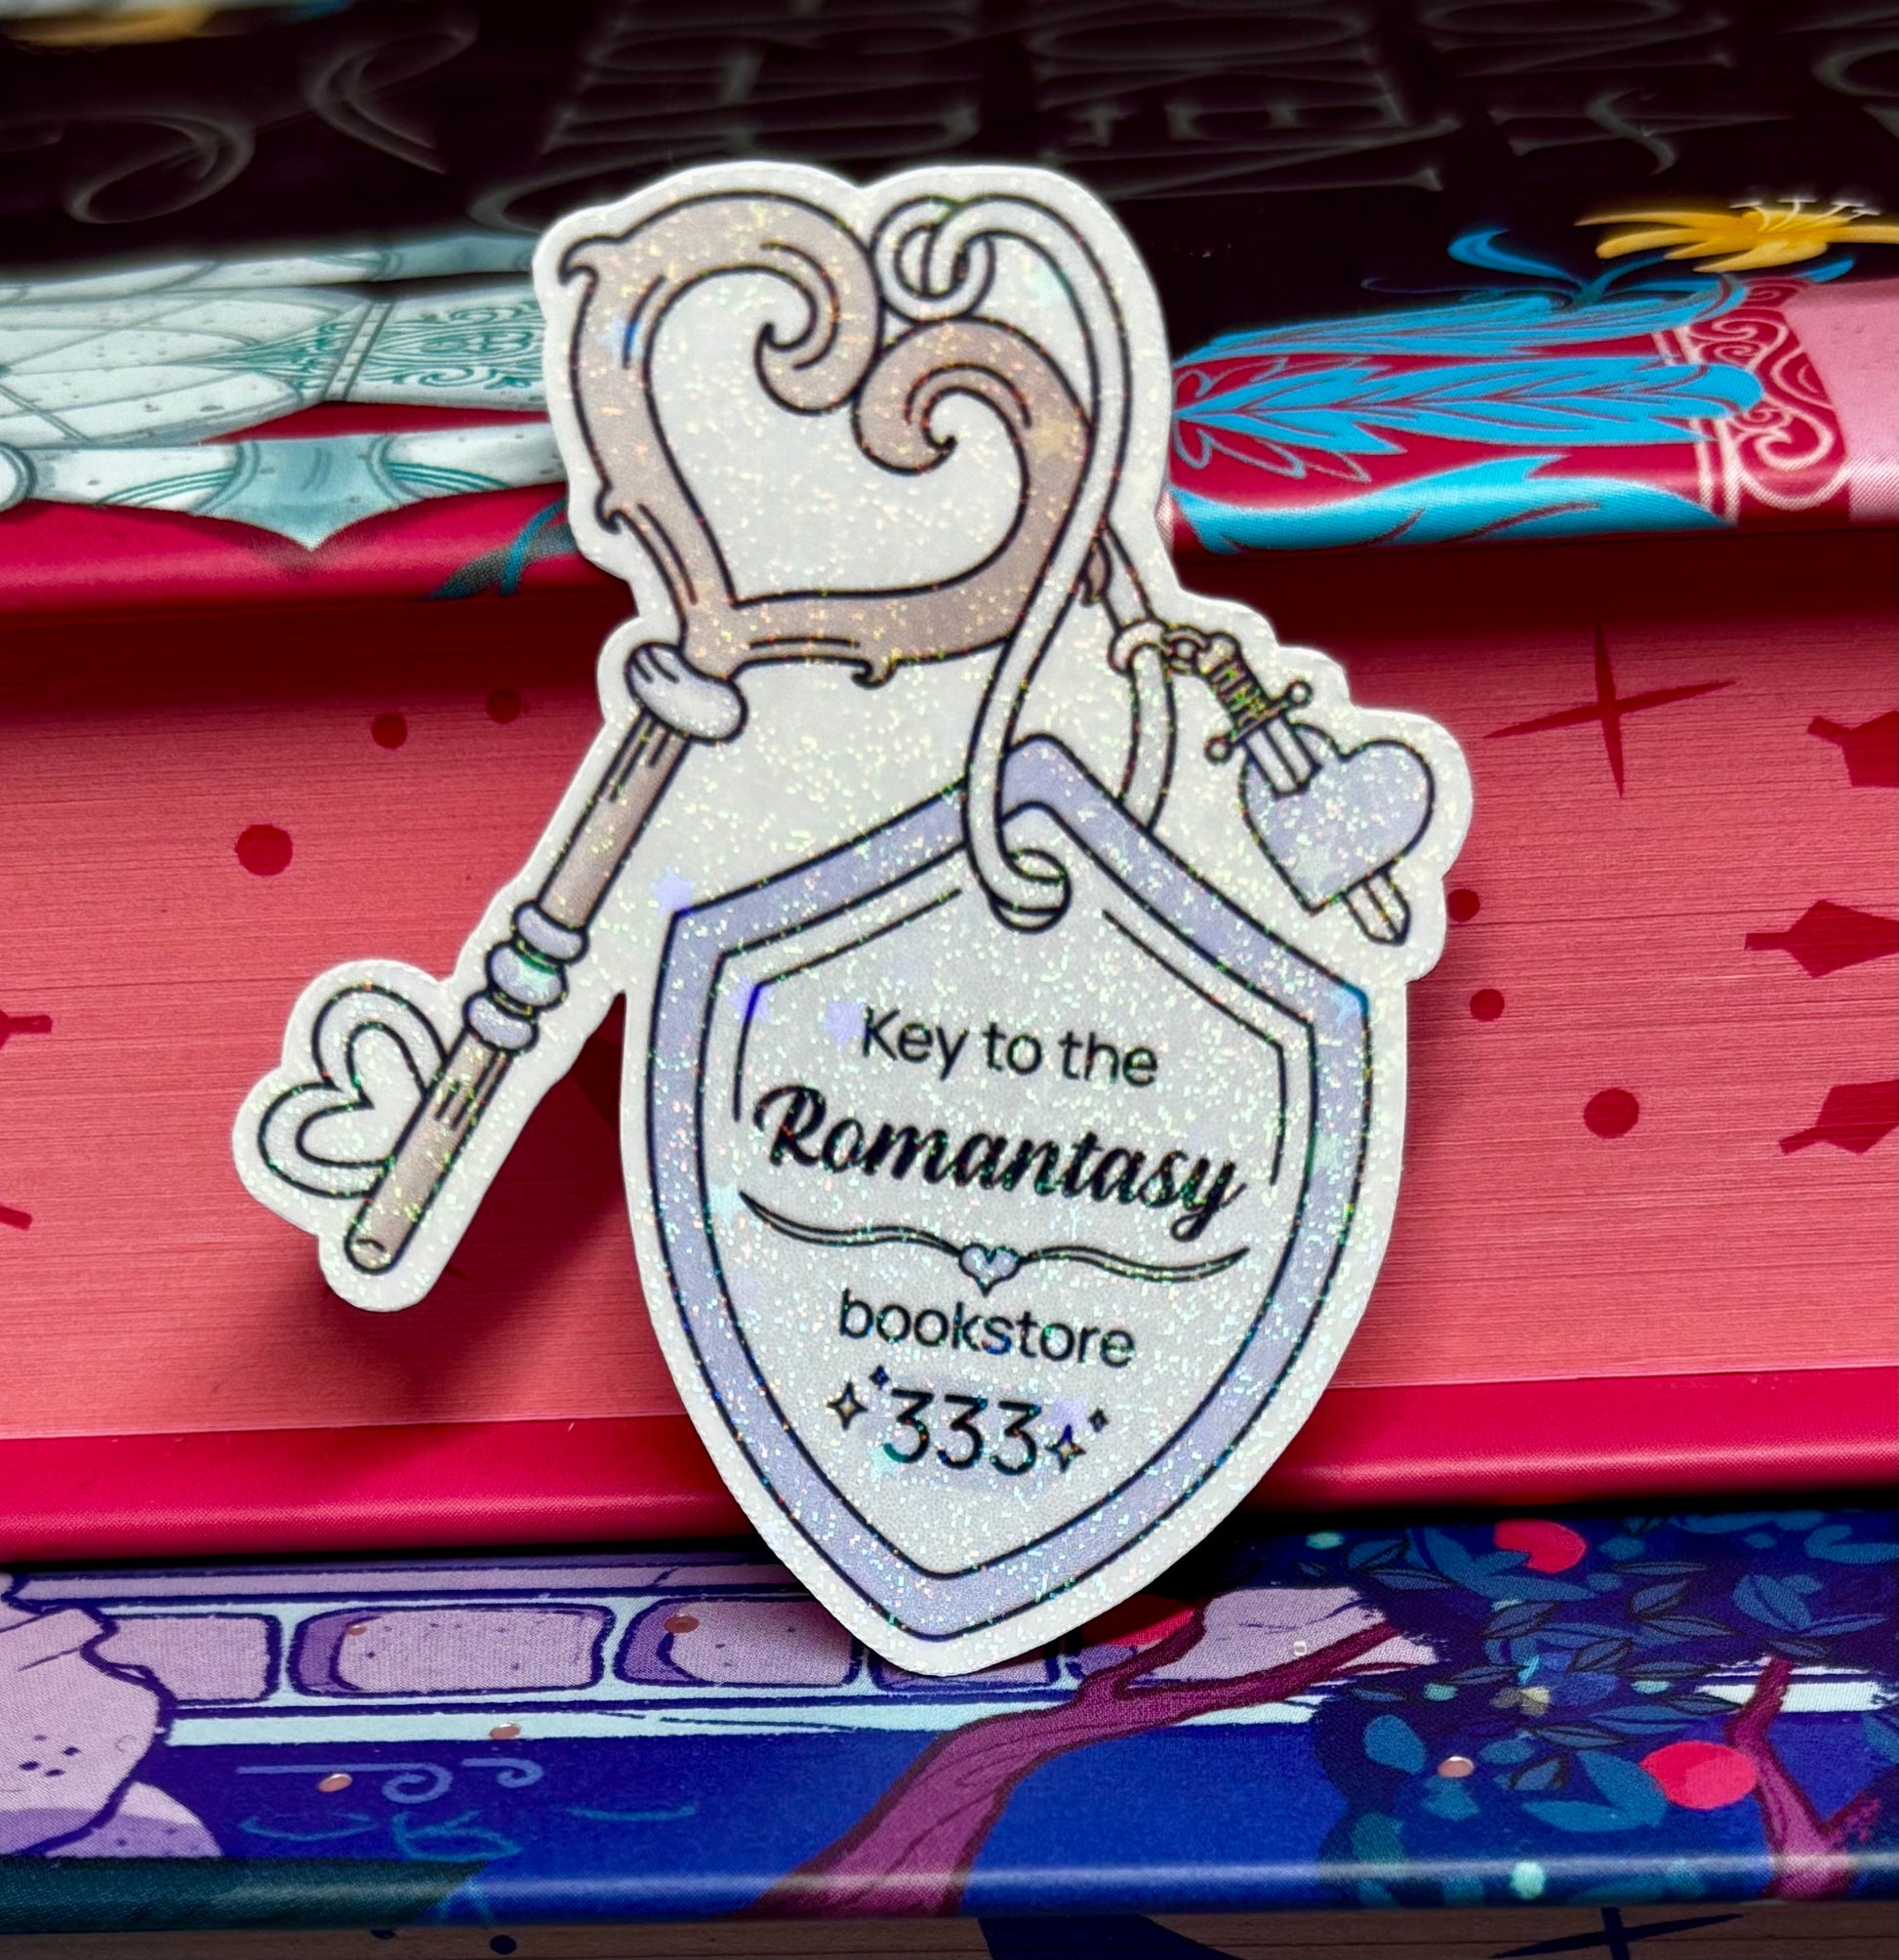 Key to the
Romantasy
bookstore
333